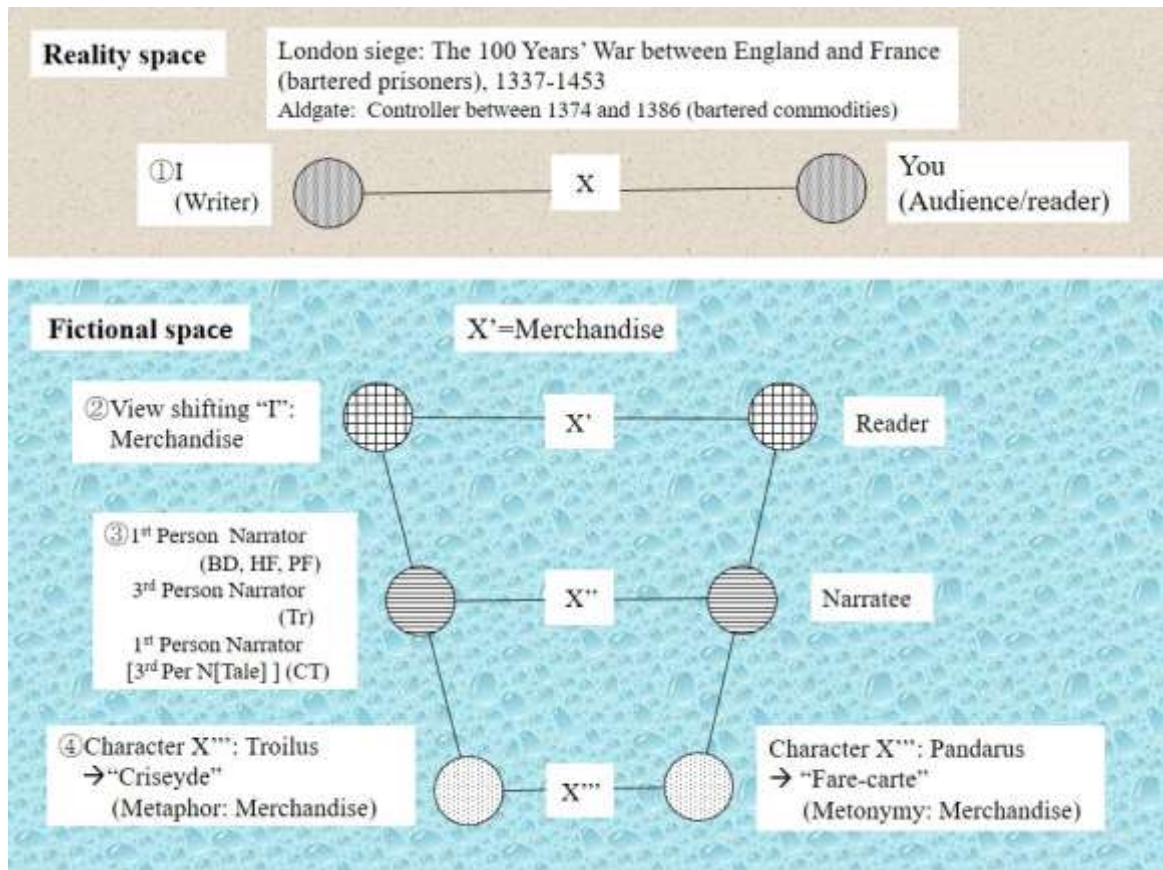 Reality space
London siege: The 100 Years’ War between England and France
(bartered prisoners), 1337-1453
Aldgate: Controller between 1374 and 1386 (bartered commodities)
①I
(Writer)
X
You
(Audience/reader)
Fictional space
X’=Merchandise
②View shifting “I”:
Merchandise
X’
Reader
③1st Person Narrator
(BD, HF, PF)
3rd Person Narrator
(Tr)
1st Person Narrator
[3rd Per N[Tale] ] (CT)
X’’
Narratee
④Character X’’’: Troilus
→“Criseyde”
(Metaphor: Merchandise)
X’’’
Character X’’’: Pandarus
→ “Fare-carte”
(Metonymy: Merchandise)